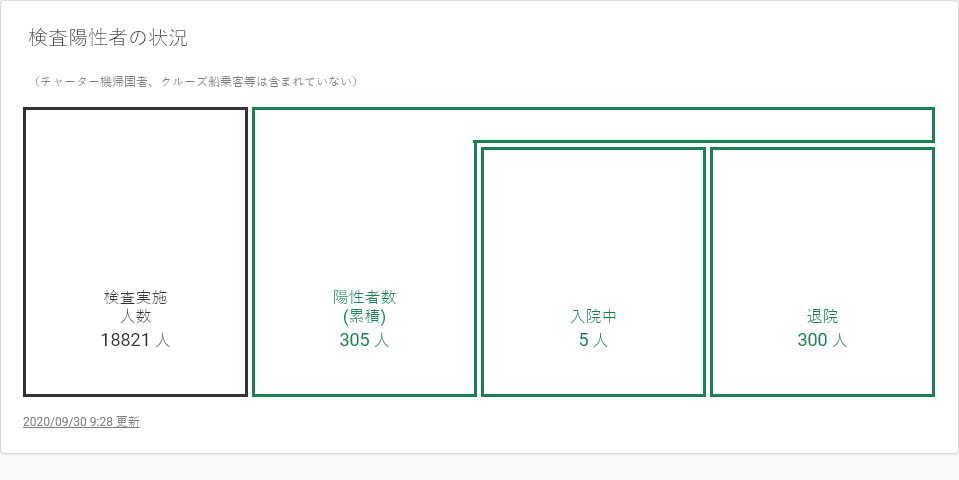 検査陽性者の状況
（チャーター機帰国者、クルーズ船乗客等は含まれていない）
検査実施
人数
18821 人
陽性者数
(累積)
305 人
入院中
5 人
退院
300 人
2020/09/30 9:28 更新